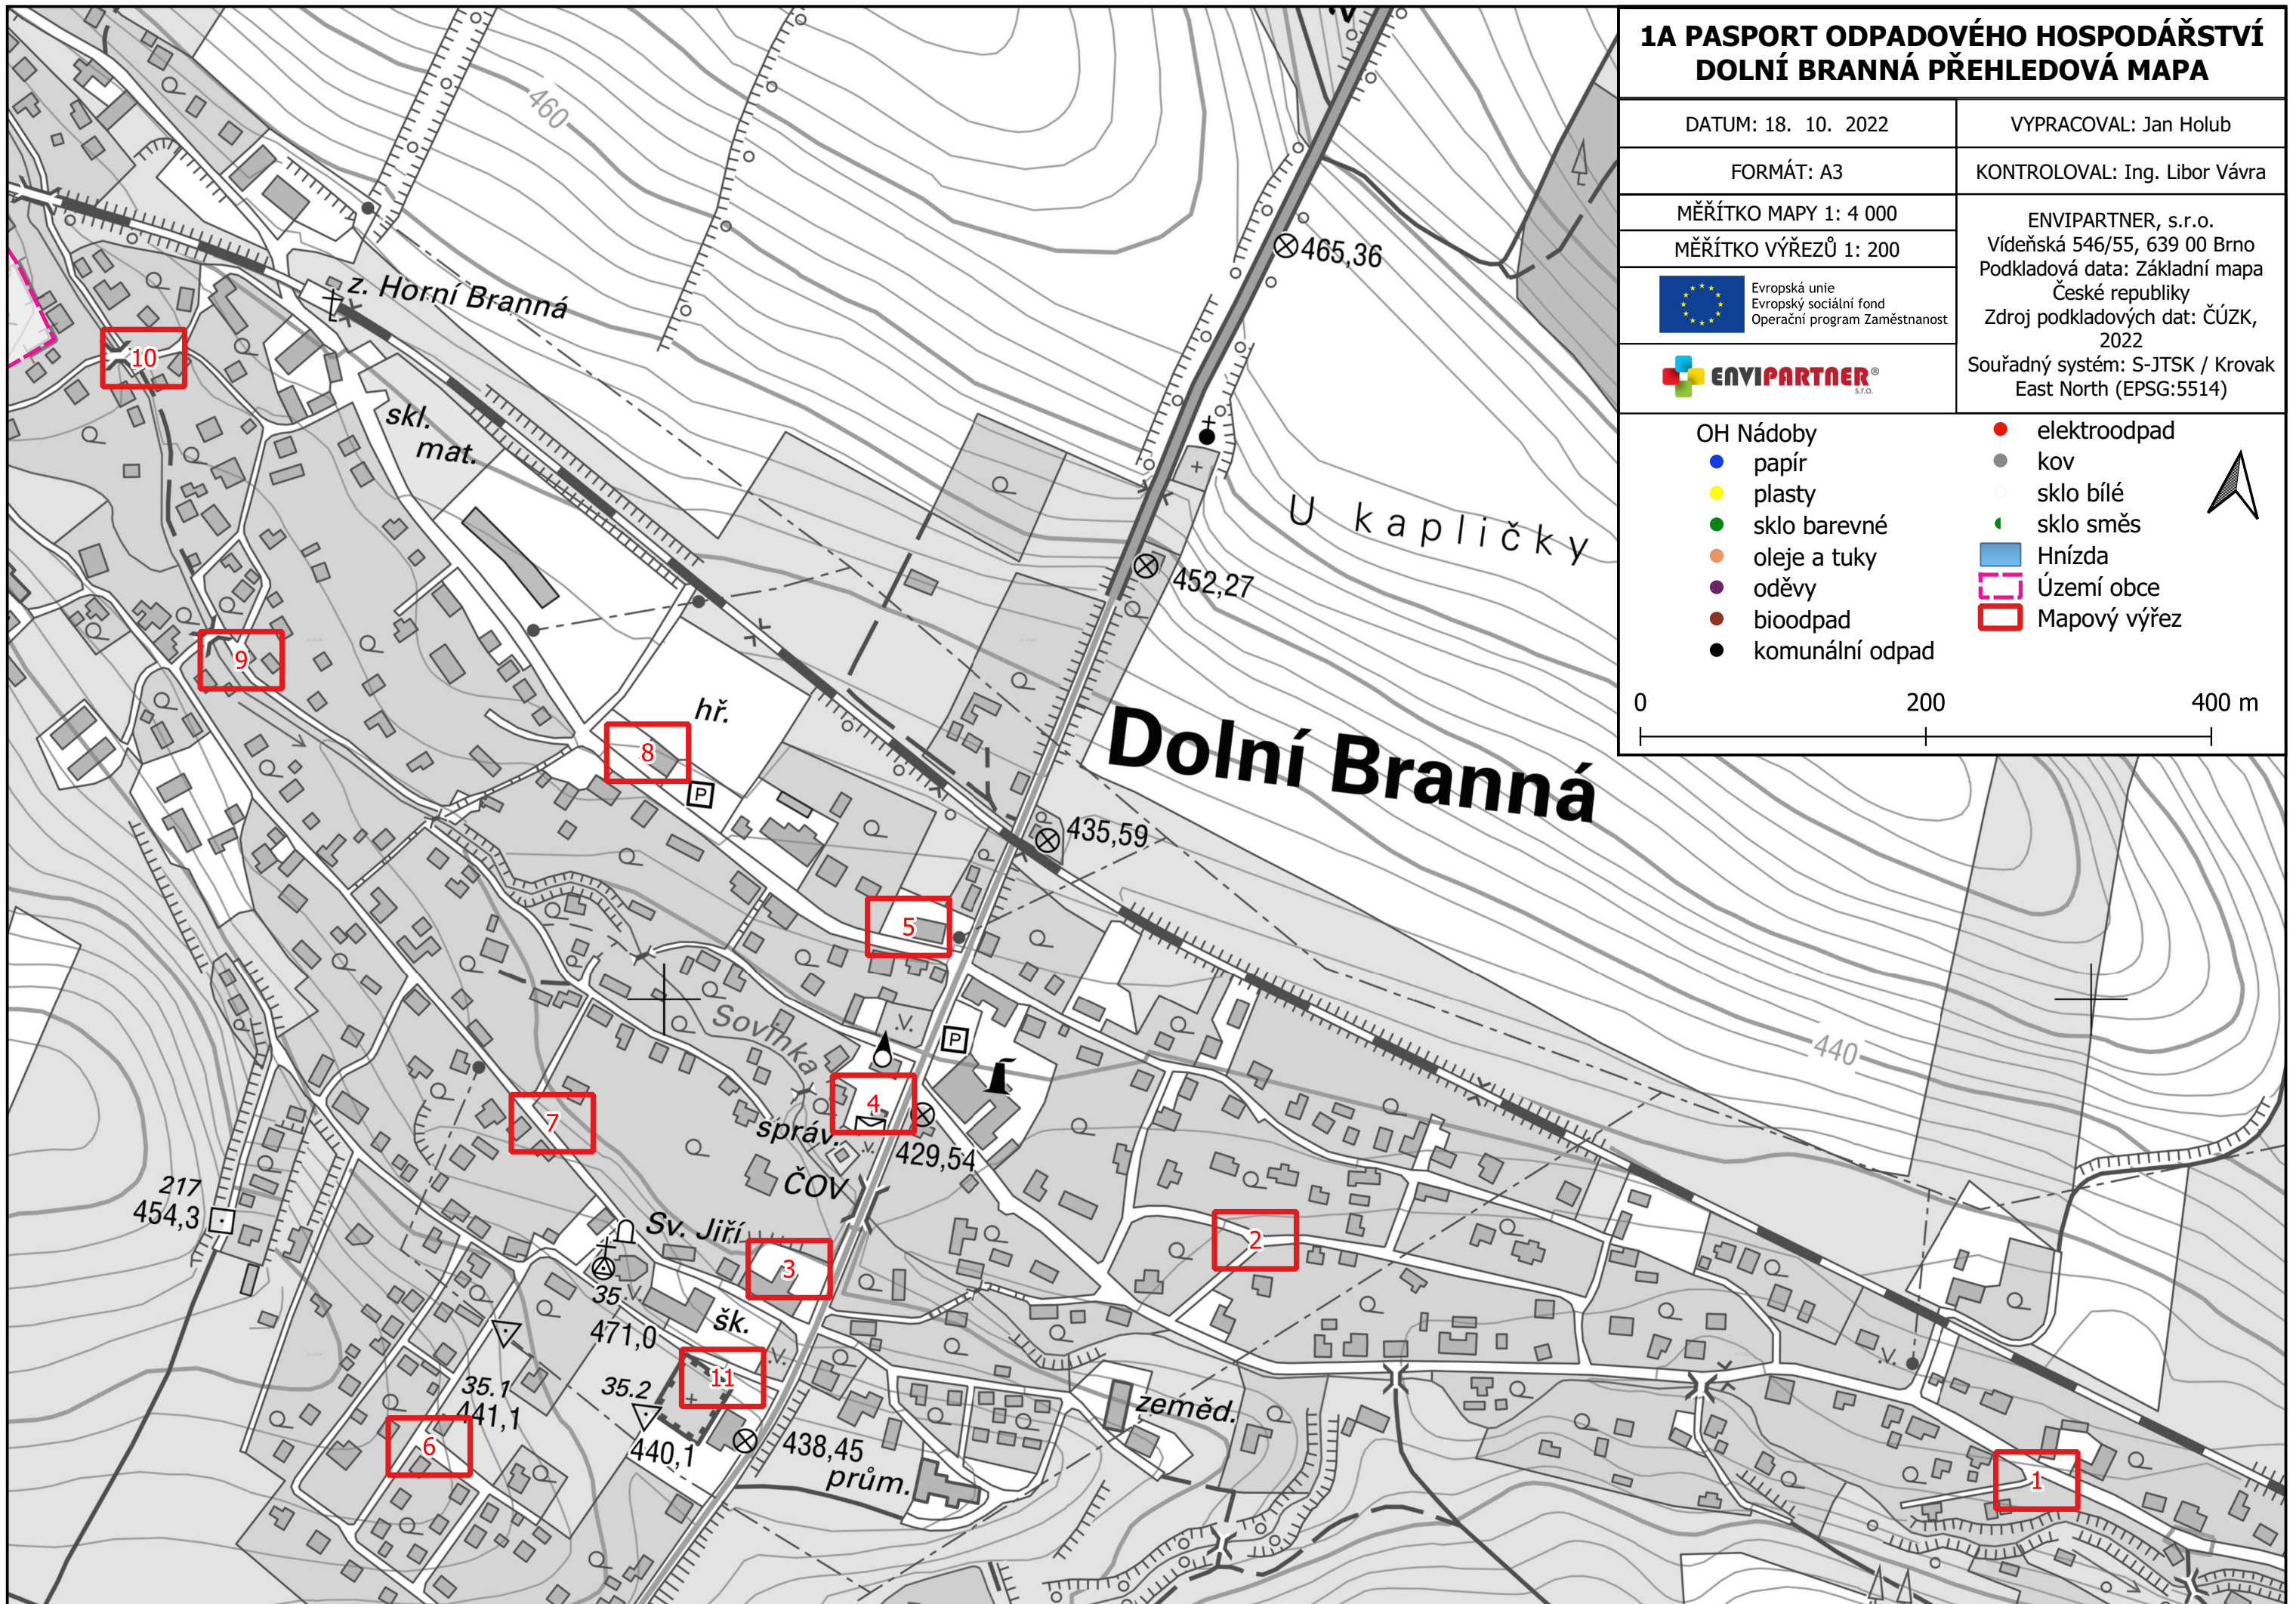 1A PASPORT ODPADOVÉHO HOSPODÁŘSTVÍ
DOLNÍ BRANNÁ PŘEHLEDOVÁ MAPA
DATUM: 18. 10. 2022
VYPRACOVAL: Jan Holub
FORMÁT: A3
KONTROLOVAL: Ing. Libor Vávra
MĚŘÍTKO MAPY 1: 4 000
MĚŘÍTKO VÝŘEZŮ 1: 200
ENVIPARTNER, s.r.o.
Vídeňská 546/55, 639 00 Brno
Podkladová data: Základní mapa
České republiky
Zdroj podkladových dat: ČÚZK,
2022
Souřadný systém: S-JTSK / Krovak
East North (EPSG:5514)
Evropská unie
Evropský sociální fond
Operační program Zaměstnanost
ENVIPARTNER®
s.r.o.
OH Nádoby
papír
plasty
sklo barevné
oleje a tuky
oděvy
bioodpad
komunální odpad
elektroodpad
kov
sklo bílé
sklo směs
Hnízda
Území obce
Mapový výřez
0 200 400 m
460
465,36
z. Horní Branná
10
skl.
mat.
U kapličky
452,27
9
hř.
8
P
Dolní Branná
435,59
5
Sovinka
P
440
4
7
správ.
429,54
ČOV
217
454,3
Sv. Jiří
2
3
35
471,0
šk.
11
35.1
441,1
35.2
440,1
6
438,45
prům.
zeměd.
1